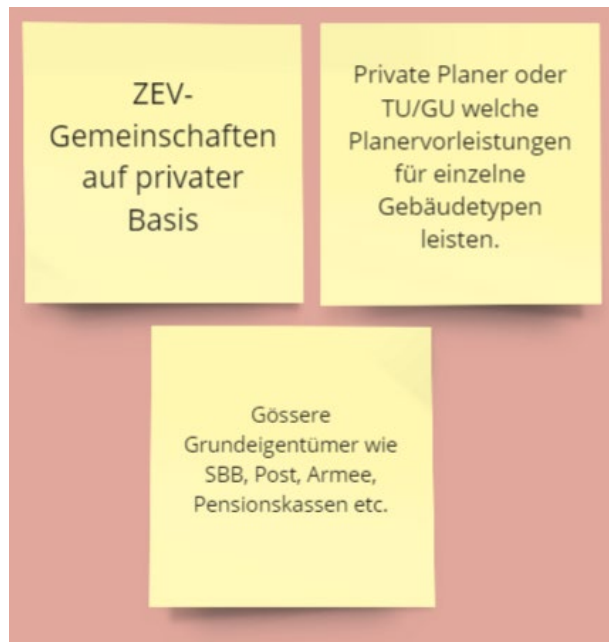 ZEV-
Gemeinschaften
auf privater
Basis
Private Planer oder
TU/GU welche
Planervorleistungen
für einzelne
Gebäudetypen
leisten.
Gössere
Grundeigentümer wie
SBB, Post, Armee,
Pensionskassen etc.